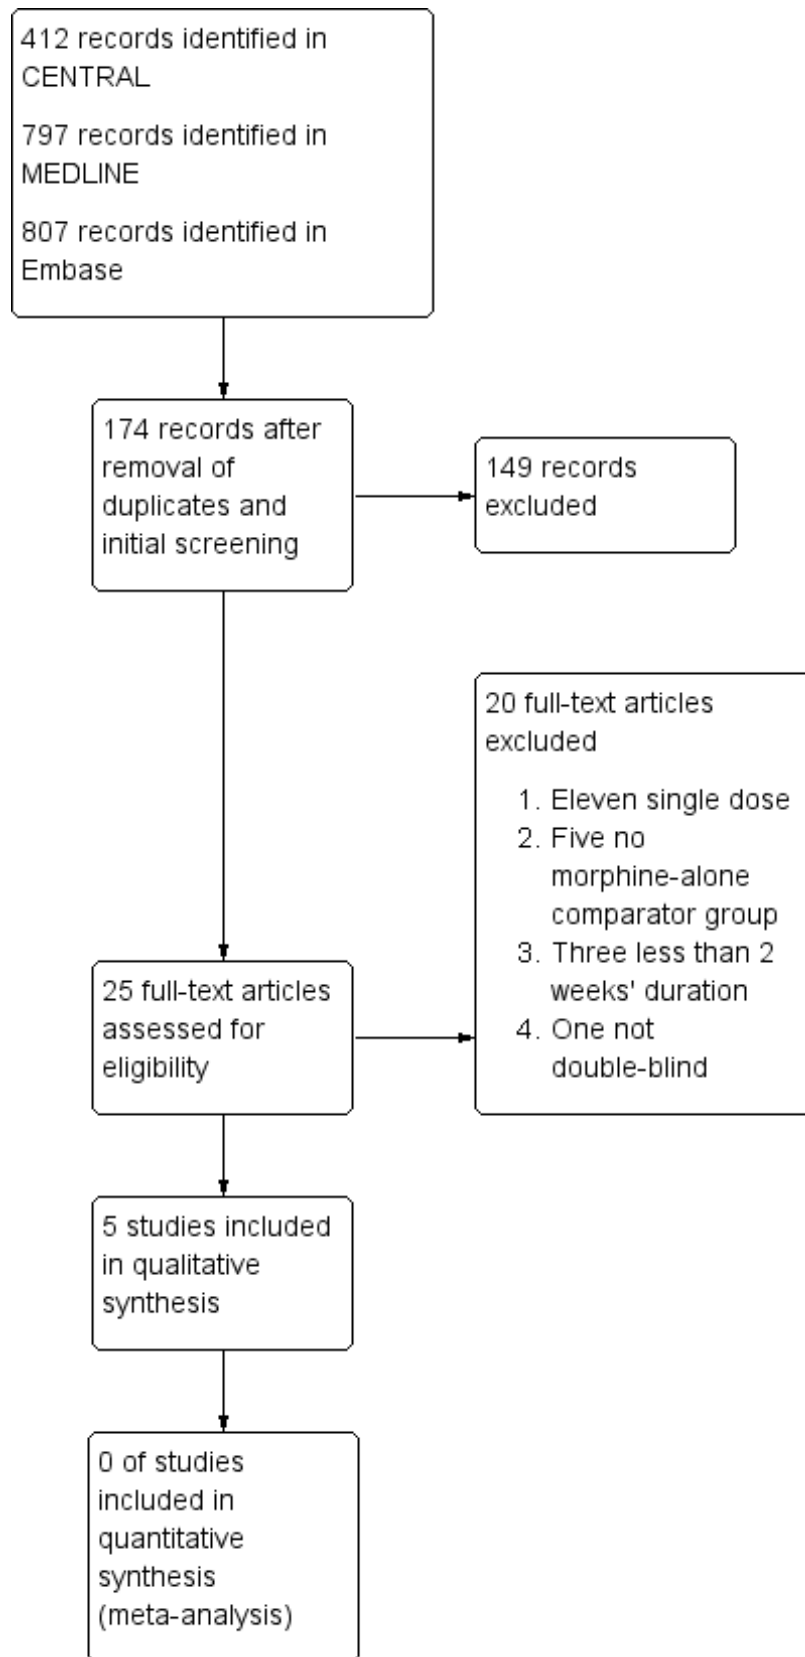 412 records identified in
CENTRAL
797 records identified in
MEDLINE
807 records identified in
Embase
174 records after
removal of
duplicates and
initial screening
149 records
excluded
20 full-text articles
excluded
1. Eleven single dose
2. Five no
morphine-alone
comparator group
3. Three less than 2
weeks' duration
4. One not
double-blind
25 full-text articles
assessed for
eligibility
5 studies included
in qualitative
synthesis
0 of studies
included in
quantitative
synthesis
(meta-analysis)